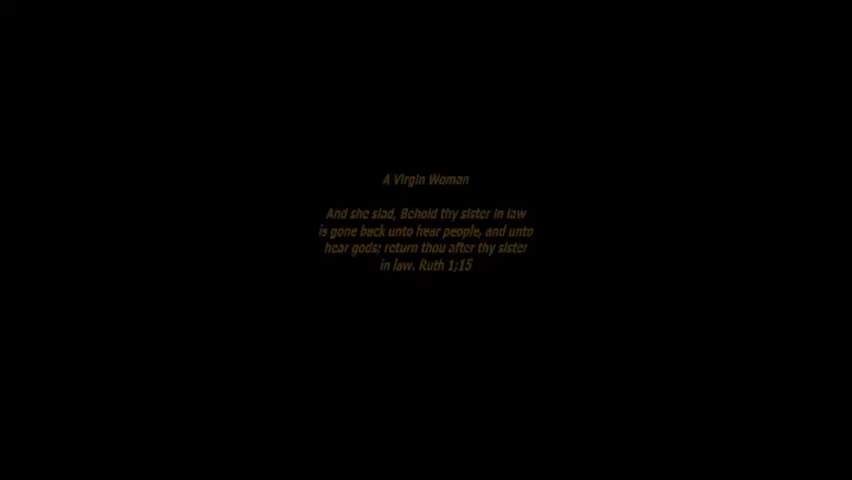 A Virgin Woman
And she siad, Behold thy sister in law
is gone back unto hear people, and unto
hear gods; return thou after thy sister
in law. Ruth 1;15